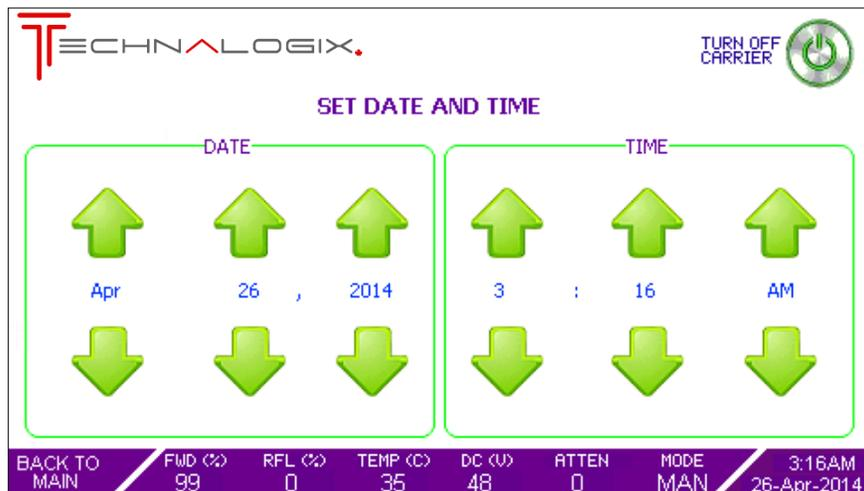 TECHNALOGIX.
TURN OFF
CARRIER
SET DATE AND TIME
DATE
TIME
Apr 26 , 2014
3 : 16 AM
BACK TO MAIN
FWD (%) RFL (%) TEMP (C) DC (V) ATTEN MODE
99 0 35 48 0 MAN
3:16AM
26-Apr-2014